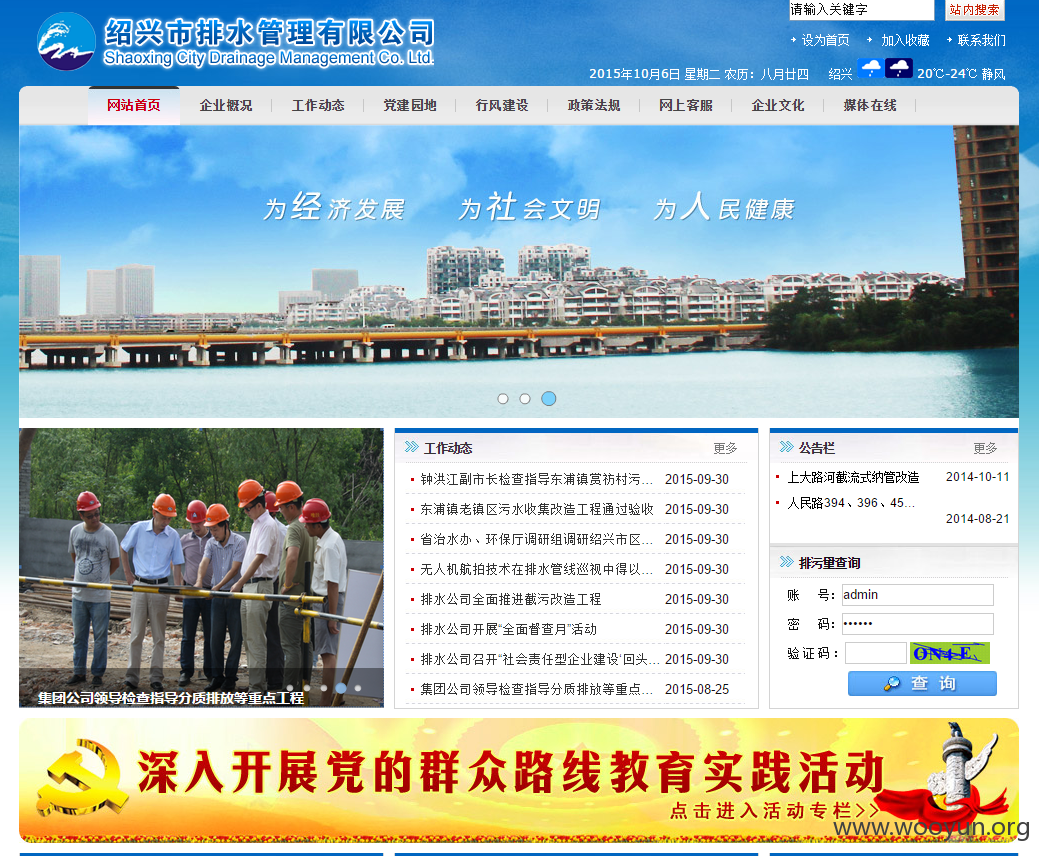 绍兴市排水管理有限公司
Shaoxing City Drainage Management Co. Ltd.
请输入关键字 站内搜索
设为首页 加入收藏 联系我们
2015年10月6日 星期二 农历：八月廿四 绍兴 20℃-24℃ 静风
网站首页 企业概况 工作动态 党建园地 行风建设 政策法规 网上客服 企业文化 媒体在线
为经济发展 为社会文明 为人民健康
集团公司领导检查指导分质排放等重点工程
工作动态 更多
钟洪江副市长检查指导东浦镇赏祊村污... 2015-09-30
东浦镇老镇区污水收集改造工程通过验收 2015-09-30
省治水办、环保厅调研组调研绍兴市区... 2015-09-30
无人机航拍技术在排水管线巡视中得以... 2015-09-30
排水公司全面推进截污改造工程 2015-09-30
排水公司开展“全面督查月”活动 2015-09-30
排水公司召开“社会责任型企业建设‘回头... 2015-09-30
集团公司领导检查指导分质排放等重点... 2015-08-25
公告栏 更多
上大路河截流式纳管改造 2014-10-11
人民路394、396、45...
2014-08-21
排污量查询
账 号： admin
密 码： ••••••
验证码： ON4-E
查 询
深入开展党的群众路线教育实践活动
点击进入活动专栏>>
www.wooyun.org